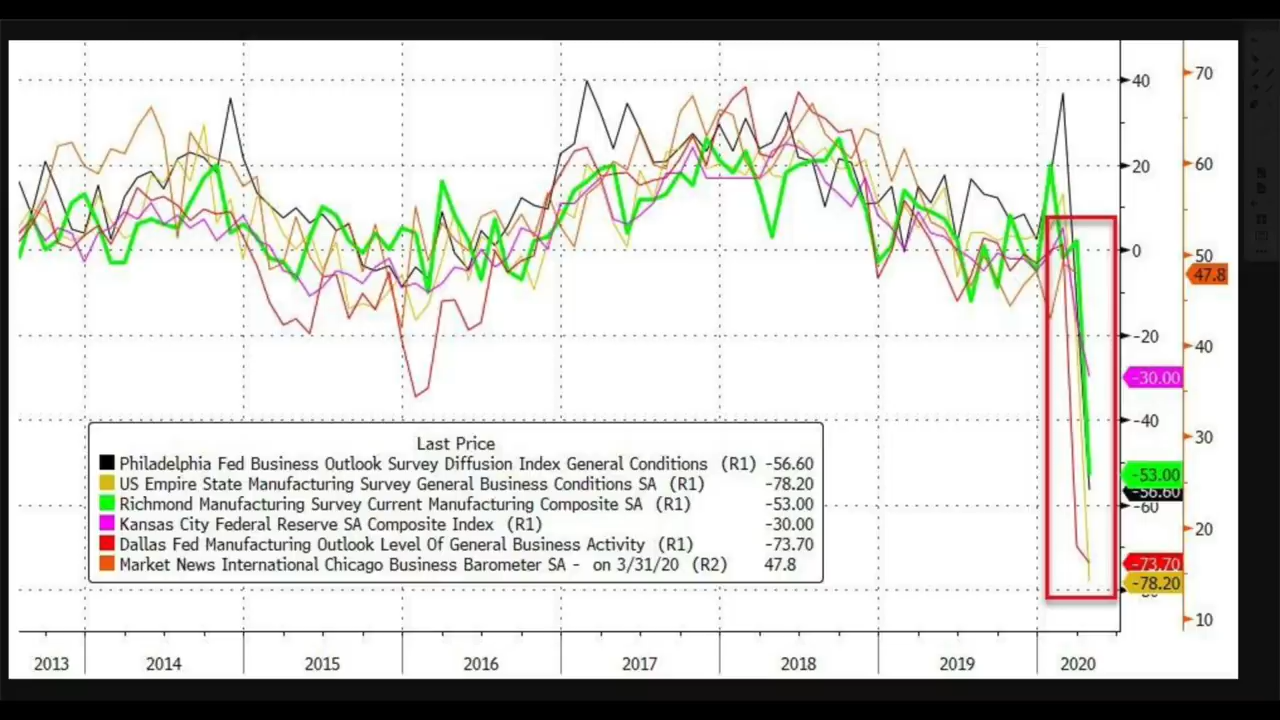 Last Price
Philadelphia Fed Business Outlook Survey Diffusion Index General Conditions (R1) -56.60
US Empire State Manufacturing Survey General Business Conditions SA (R1) -78.20
Richmond Manufacturing Survey Current Manufacturing Composite SA (R1) -53.00
Kansas City Federal Reserve SA Composite Index (R1) -30.00
Dallas Fed Manufacturing Outlook Level Of General Business Activity (R1) -73.70
Market News International Chicago Business Barometer SA - on 3/31/20 (R2) 47.8
40
20
0
-20
-30.00
-40
-53.00
-56.60
-60
-73.70
-78.20
70
60
50
47.8
40
30
20
10
2013 2014 2015 2016 2017 2018 2019 2020